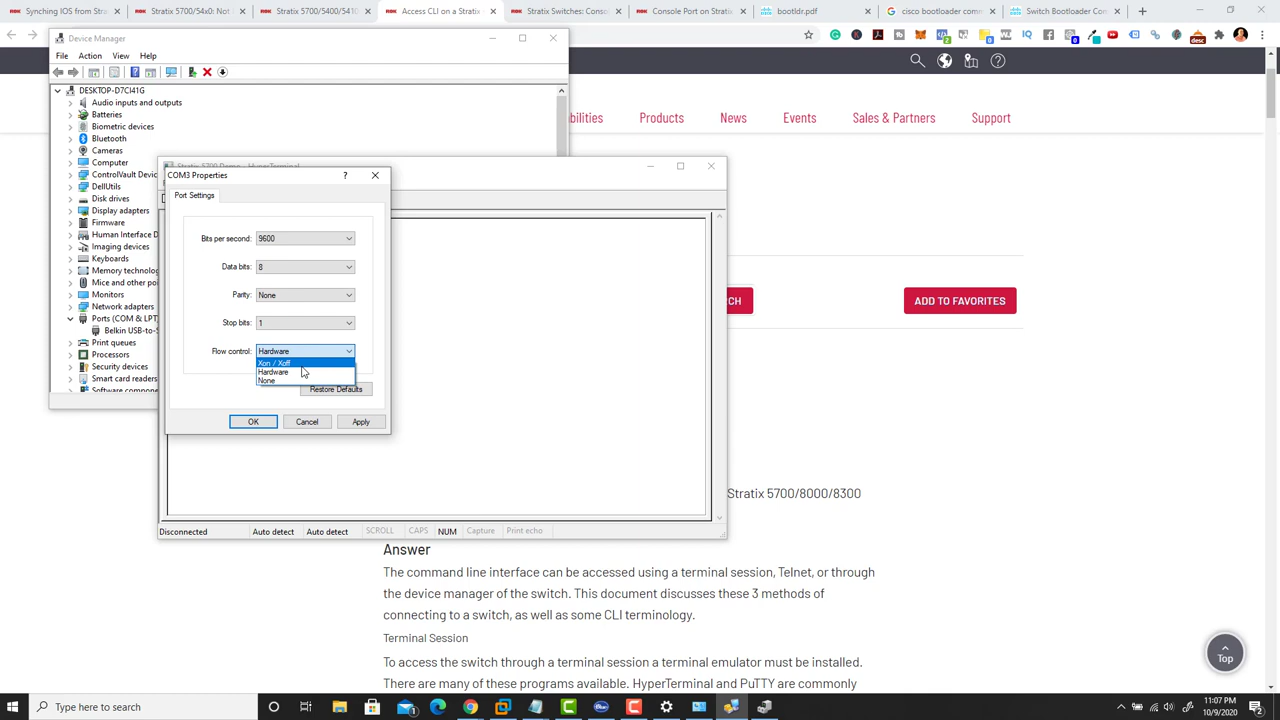 Synching IOS from Str
Stratix 5700/54x0: Not
Stratix 5700/5400/5410
Access CLI on a Stratix
Stratix Switches: Conso
Console Port on Stratix
bootldr.pdf
cisco bootloader comm
Switch Bootloader Com
Device Manager
desc
File Action View Help
DESKTOP-D7CI41G
Audio inputs and outputs
Batteries
Biometric devices
Bluetooth
Cameras
Computer
ControlVault Devic
DellUtils
Disk drives
Display adapters
Firmware
Human Interface D
Imaging devices
Keyboards
Memory technolog
Mice and other poi
Monitors
Network adapters
Ports (COM & LPT)
Belkin USB-to-S
Print queues
Processors
Security devices
Smart card readers
Software compone
bilities
Products
News
Events
Sales & Partners
Support
Stratix 5700 Demo - HyperTerminal
COM3 Properties
Port Settings
Bits per second: 9600
Data bits: 8
Parity: None
Stop bits: 1
Flow control: Hardware
Xon / Xoff
Hardware
None
Restore Defaults
OK
Cancel
Apply
CH
ADD TO FAVORITES
Stratix 5700/8000/8300
Disconnected
Auto detect
Auto detect
SCROLL
CAPS
NUM
Capture
Print echo
Answer
The command line interface can be accessed using a terminal session, Telnet, or through
the device manager of the switch. This document discusses these 3 methods of
connecting to a switch, as well as some CLI terminology.
Terminal Session
To access the switch through a terminal session a terminal emulator must be installed.
There are many of these programs available. HyperTerminal and PuTTY are commonly
Top
Type here to search
11:07 PM
10/9/2020